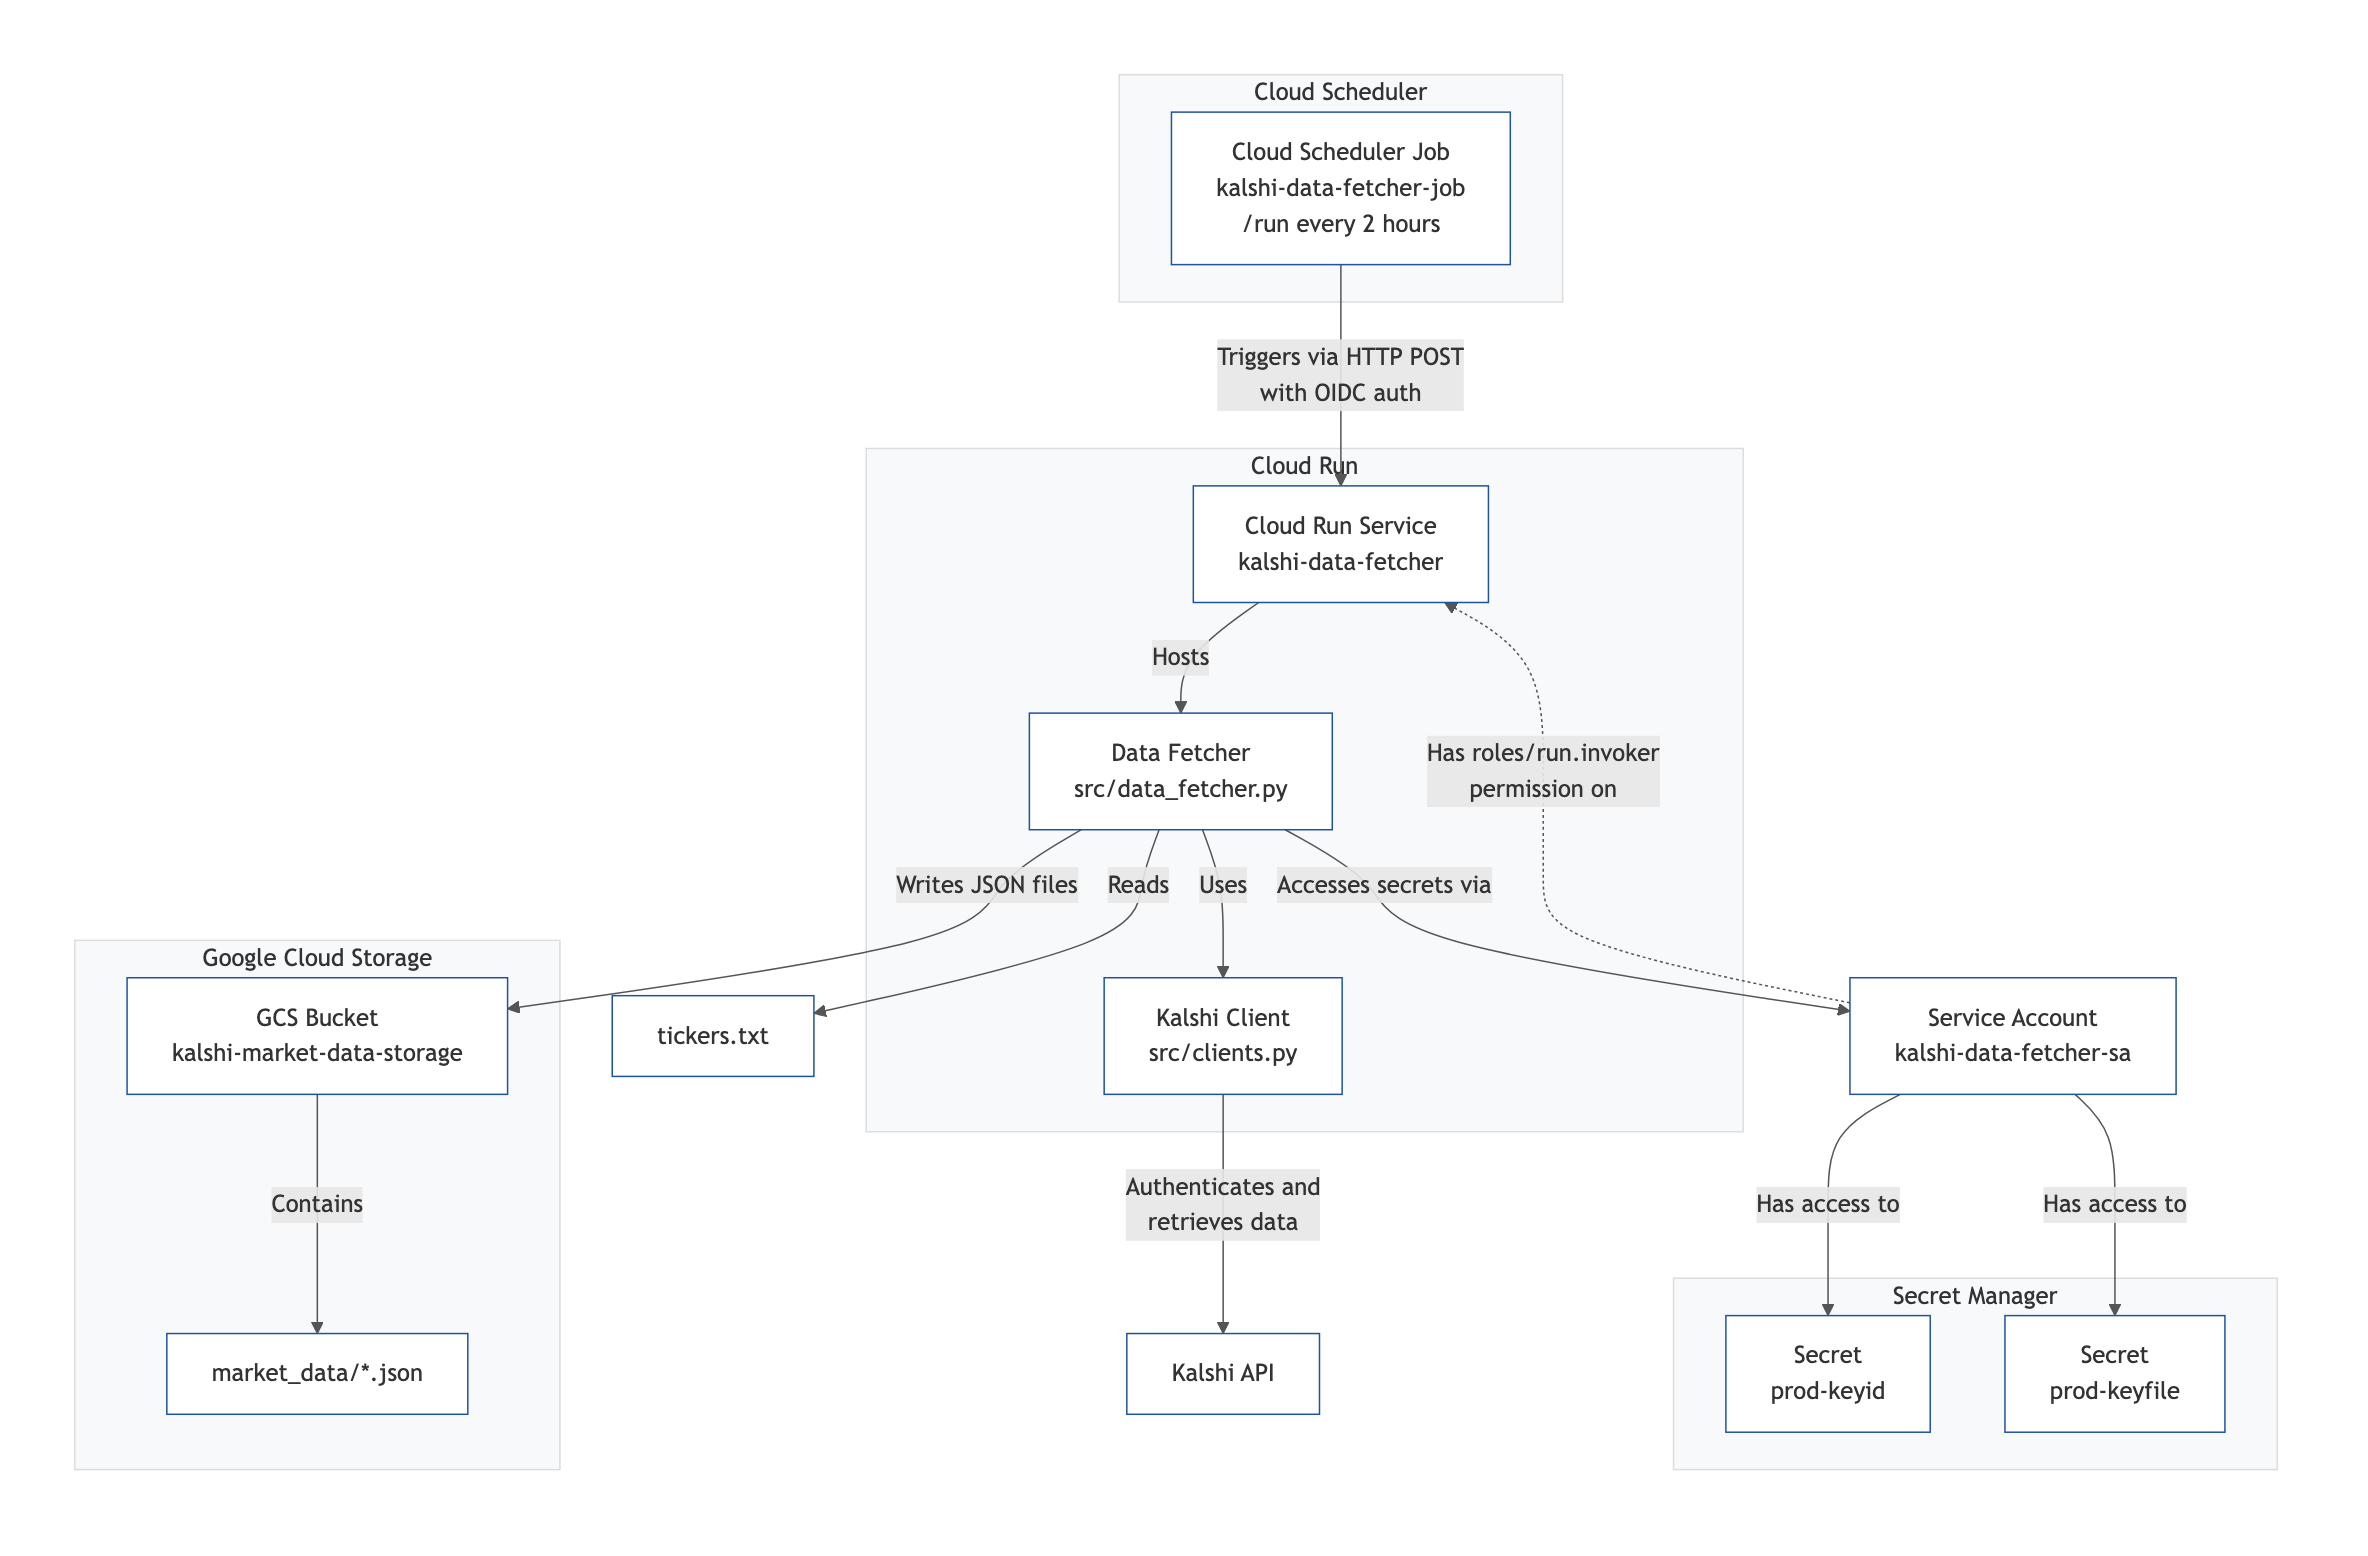 Cloud Scheduler
Cloud Scheduler Job
kalshi-data-fetcher-job
/run every 2 hours
Triggers via HTTP POST
with OIDC auth
Cloud Run
Cloud Run Service
kalshi-data-fetcher
Hosts
Data Fetcher
src/data_fetcher.py
Has roles/run.invoker
permission on
Writes JSON files
Reads
Uses
Accesses secrets via
Google Cloud Storage
GCS Bucket
kalshi-market-data-storage
tickers.txt
Kalshi Client
src/clients.py
Service Account
kalshi-data-fetcher-sa
Contains
Authenticates and
retrieves data
Has access to
Has access to
Secret Manager
market_data/*.json
Kalshi API
Secret
prod-keyid
Secret
prod-keyfile